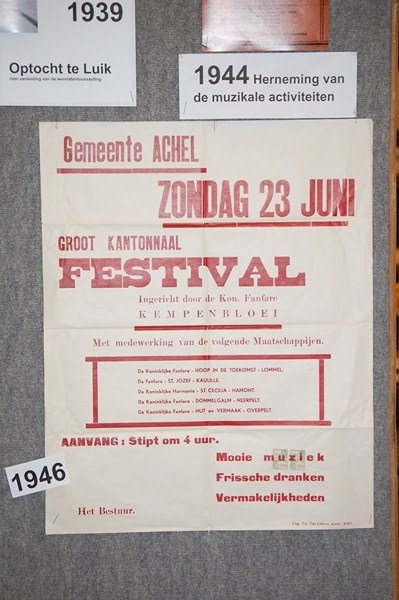 1939
Optocht te Luik
naar aanleiding van de wereldtentoonstelling
1944 Herneming van
de muzikale activiteiten
Gemeente ACHEL
ZONDAG 23 JUNI
GROOT KANTONNAAL
FESTIVAL
Ingericht door de Kon. Fanfare
KEMPENBLOEI
Met medewerking van de volgende Maatschappijen.
De Koninklijke Fanfare - HOOP IN DE TOEKOMST - LOMMEL.
De Fanfare - ST. JOZEF - KAULILLE.
De Koninklijke Harmonie - ST. CECILIA - HAMONT.
De Koninklijke Fanfare - DOMMELGALM - NEERPELT.
De Koninklijke Fanfare - NUT en VERMAAK - OVERPELT.
AANVANG : Stipt om 4 uur.
Mooie muziek
Frissche dranken
Vermakelijkheden
1946
Het Bestuur.